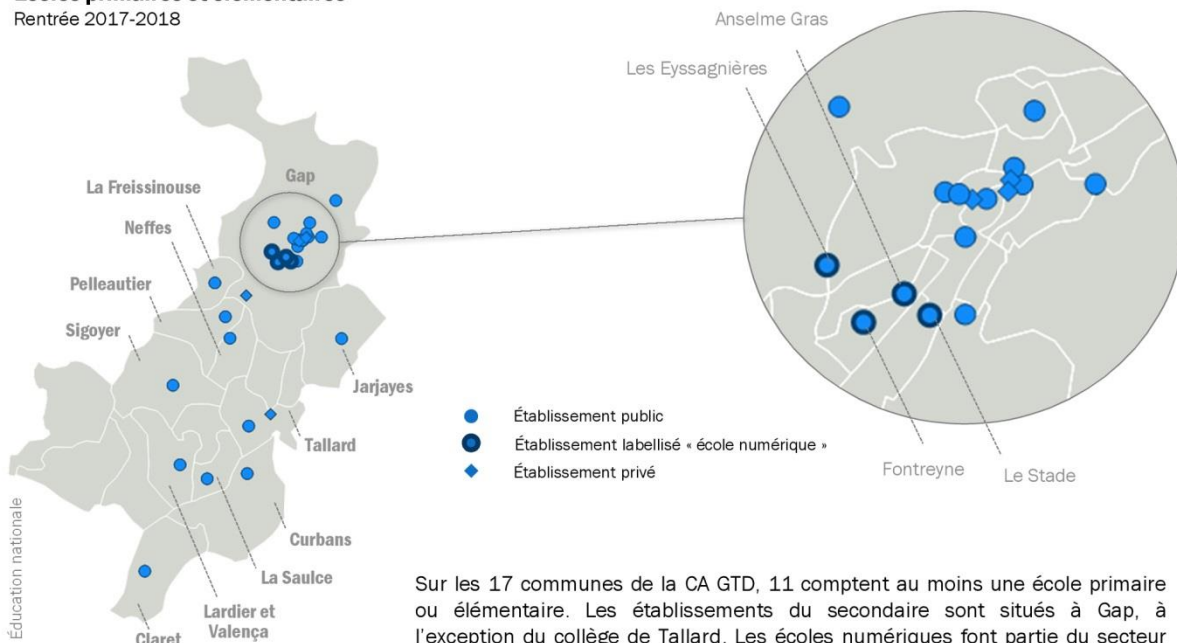 Rentrée 2017-2018
Anselme Gras
Les Eyssagnières
Gap
La Freissinouse
Neffes
Pelleautier
Sigoyer
Jarjayes
Tallard
Établissement public
Établissement labellisé « école numérique »
Établissement privé
Fontreyne
Le Stade
Curbans
La Saulce
Lardier et
Valença
Claret
Éducation nationale
Sur les 17 communes de la CA GTD, 11 comptent au moins une école primaire
ou élémentaire. Les établissements du secondaire sont situés à Gap, à
l'exception du collège de Tallard. Les écoles numériques font partie du secteur